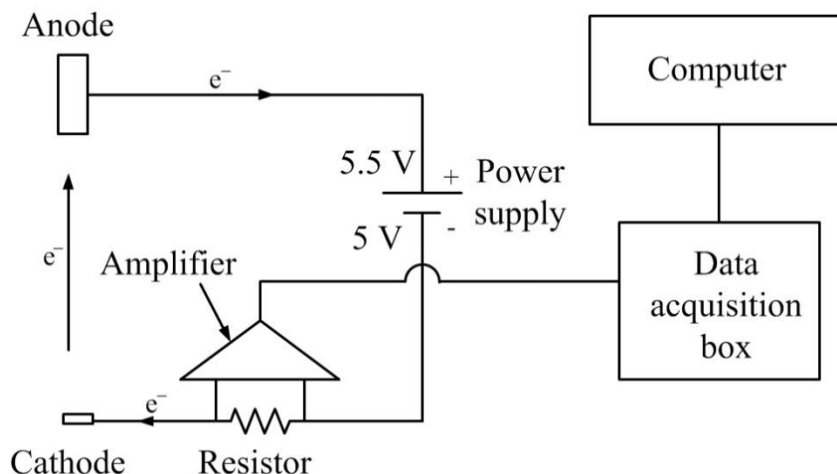 Anode
e⁻
Computer
5.5 V
+
Power
supply
5 V
-
e⁻
Amplifier
Data
acquisition
box
e⁻
Cathode
Resistor